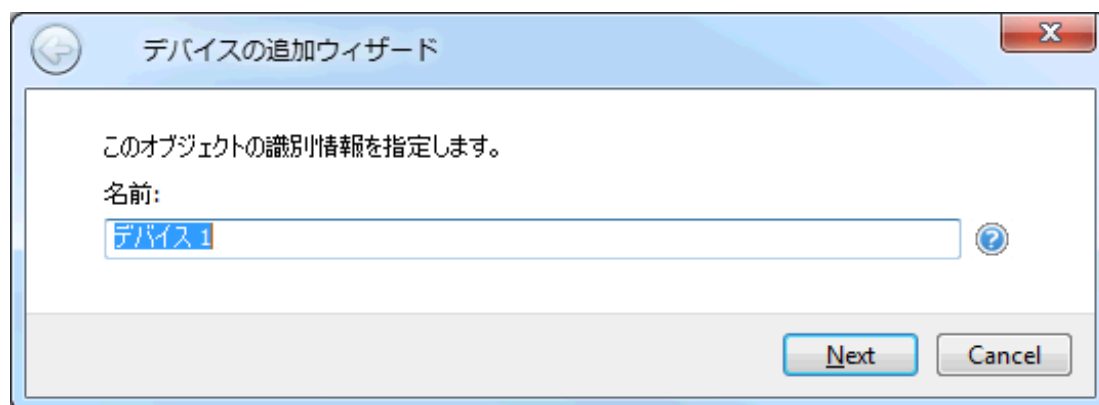 デバイスの追加ウィザード
このオブジェクトの識別情報を指定します。
名前:
デバイス 1
Next
Cancel